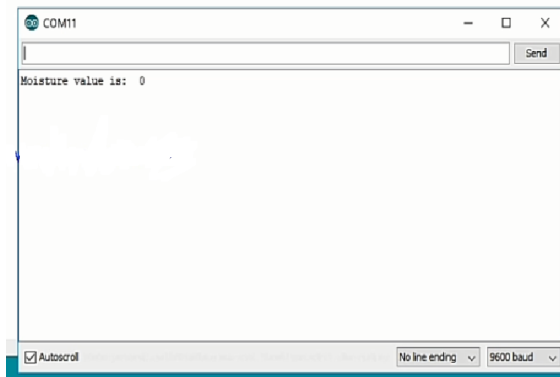 COM11
Send
Moisture value is: 0
Autoscroll
No line ending
9600 baud